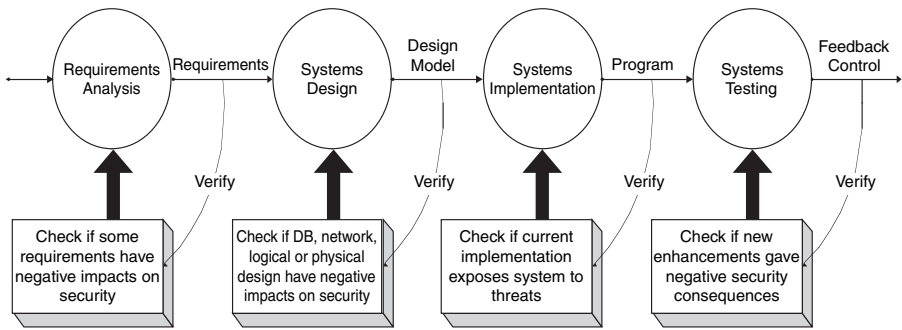 Requirements
Analysis
Requirements
Systems
Design
Design
Model
Systems
Implementation
Program
Systems
Testing
Feedback
Control
Verify
Verify
Verify
Verify
Check if some
requirements have
negative impacts on
security
Check if DB, network,
logical or physical
design have negative
impacts on security
Check if current
implementation
exposes system to
threats
Check if new
enhancements gave
negative security
consequences